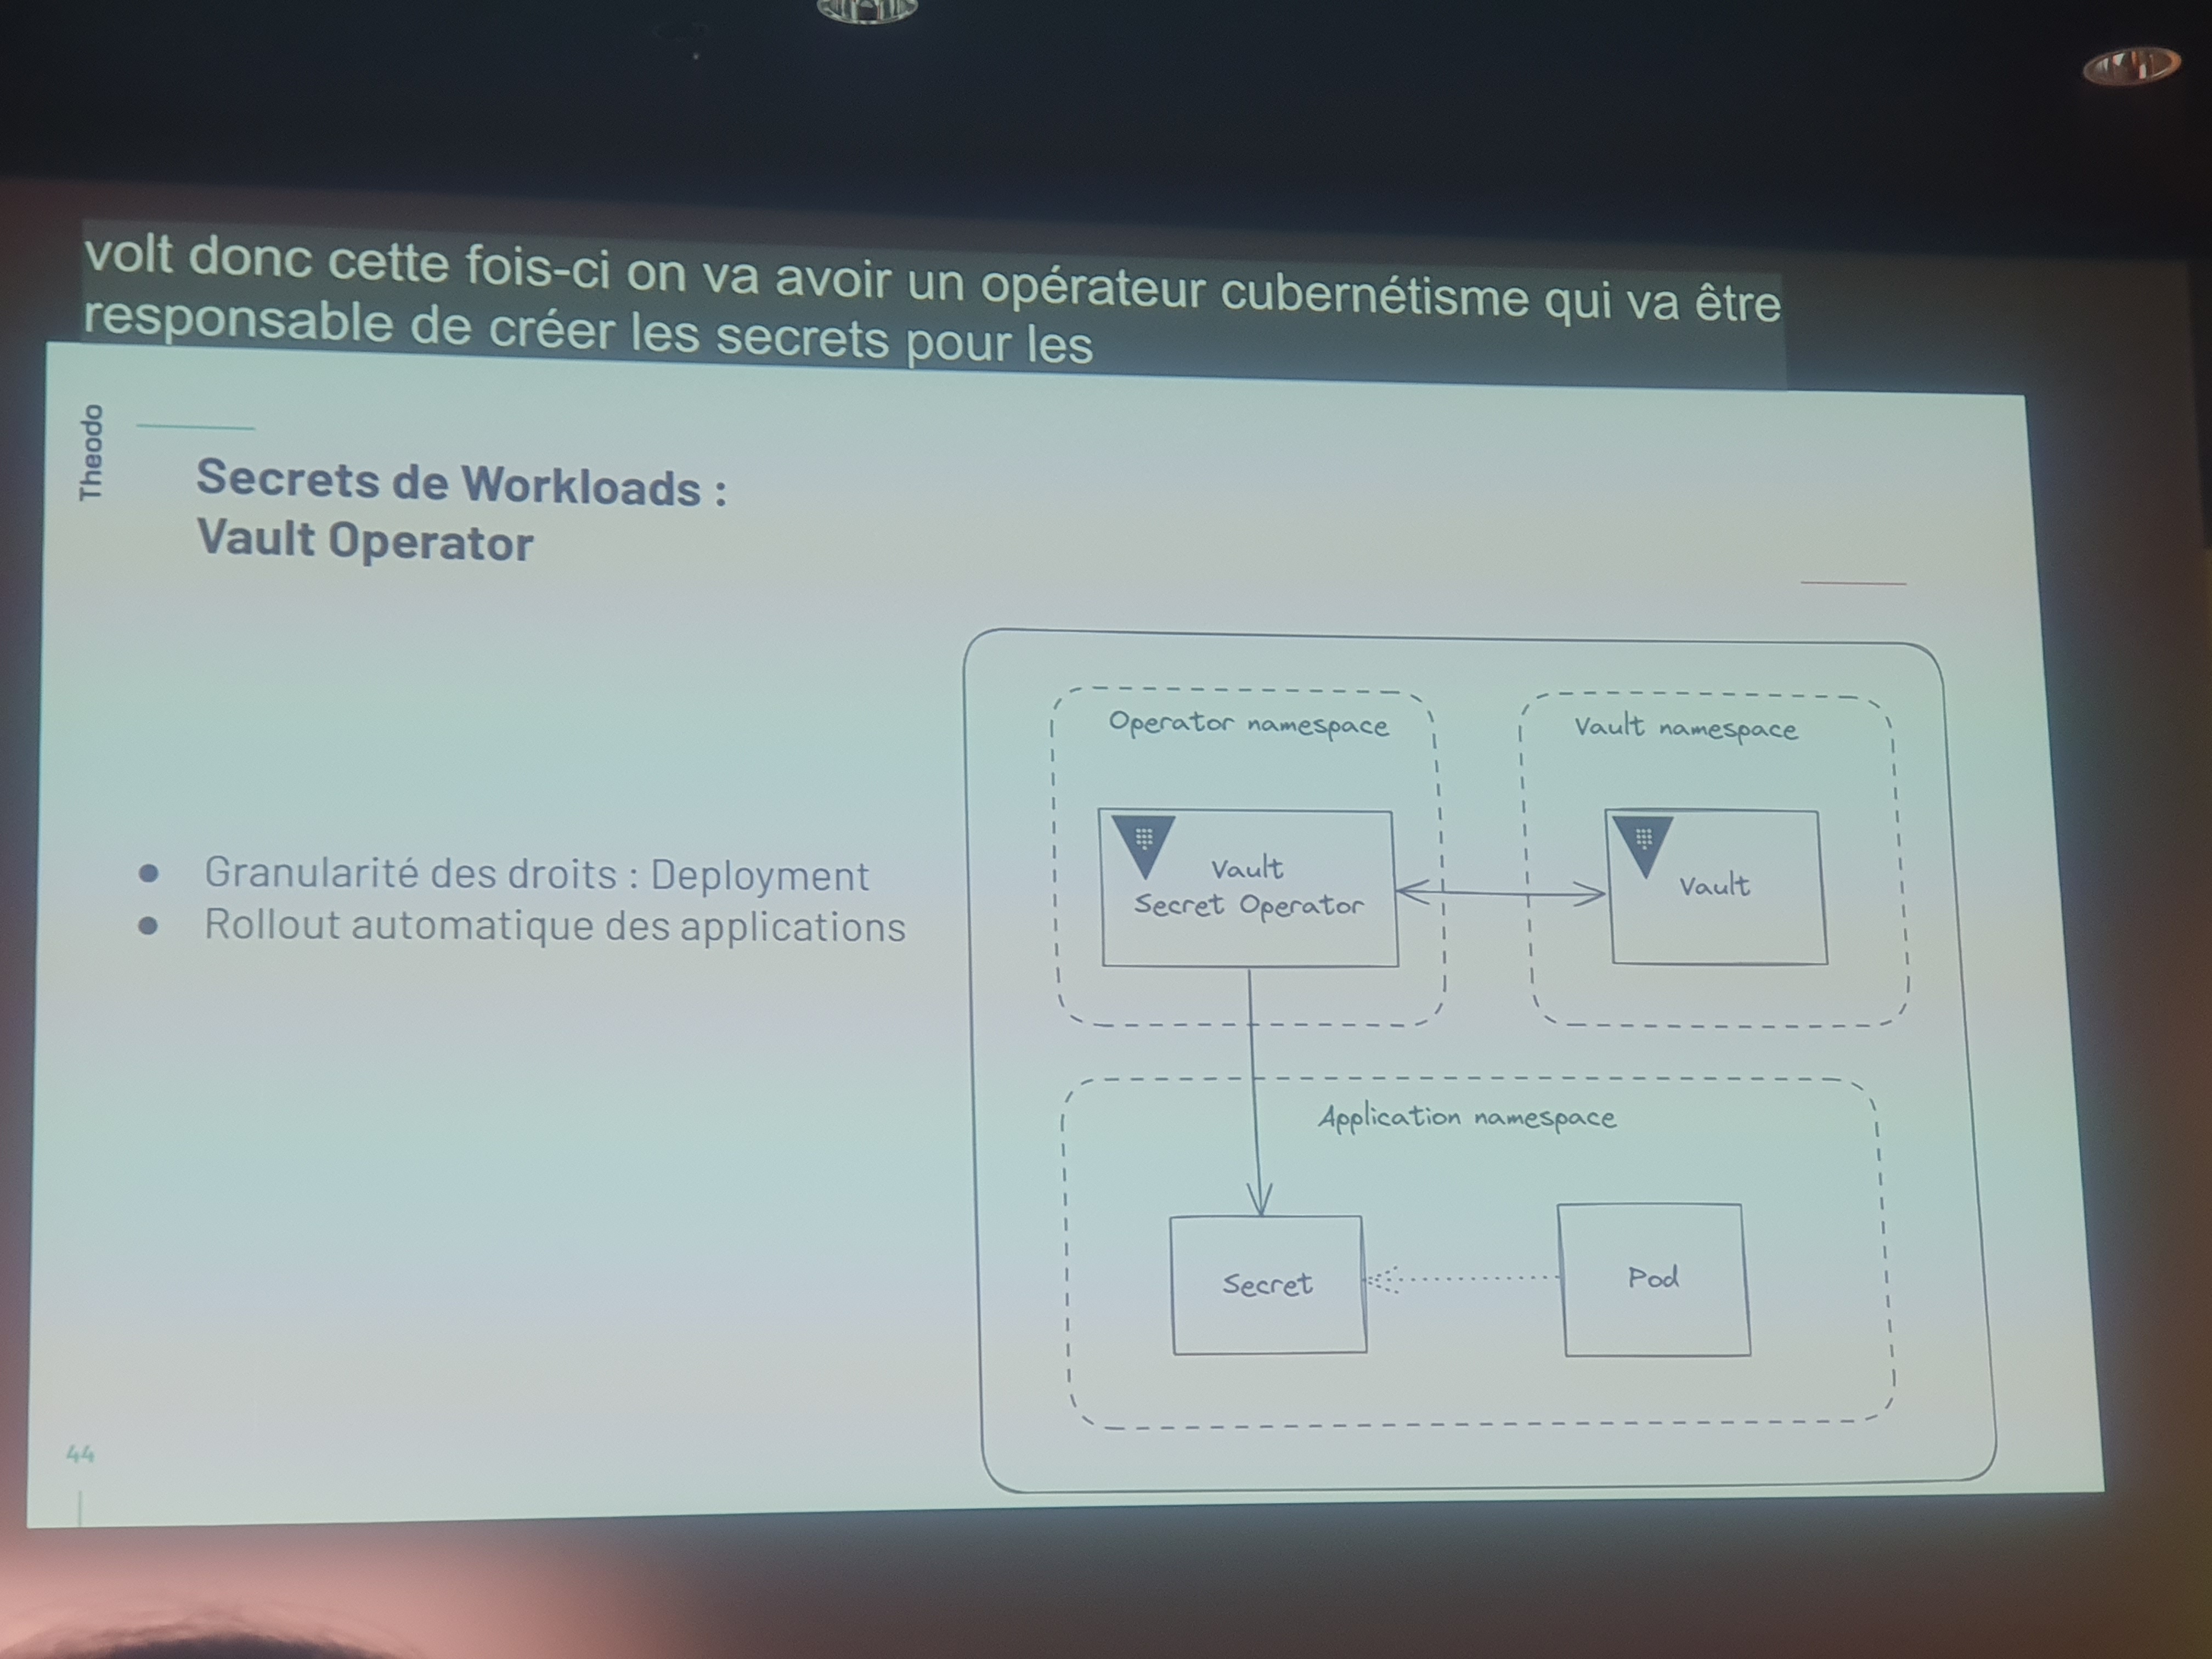 volt donc cette fois-ci on va avoir un opérateur cubernétisme qui va être
responsable de créer les secrets pour les
Theodo
Secrets de Workloads :
Vault Operator
● Granularité des droits : Deployment
● Rollout automatique des applications
Operator namespace
Vault namespace
Vault
Secret Operator
Vault
Application namespace
Secret
Pod
44